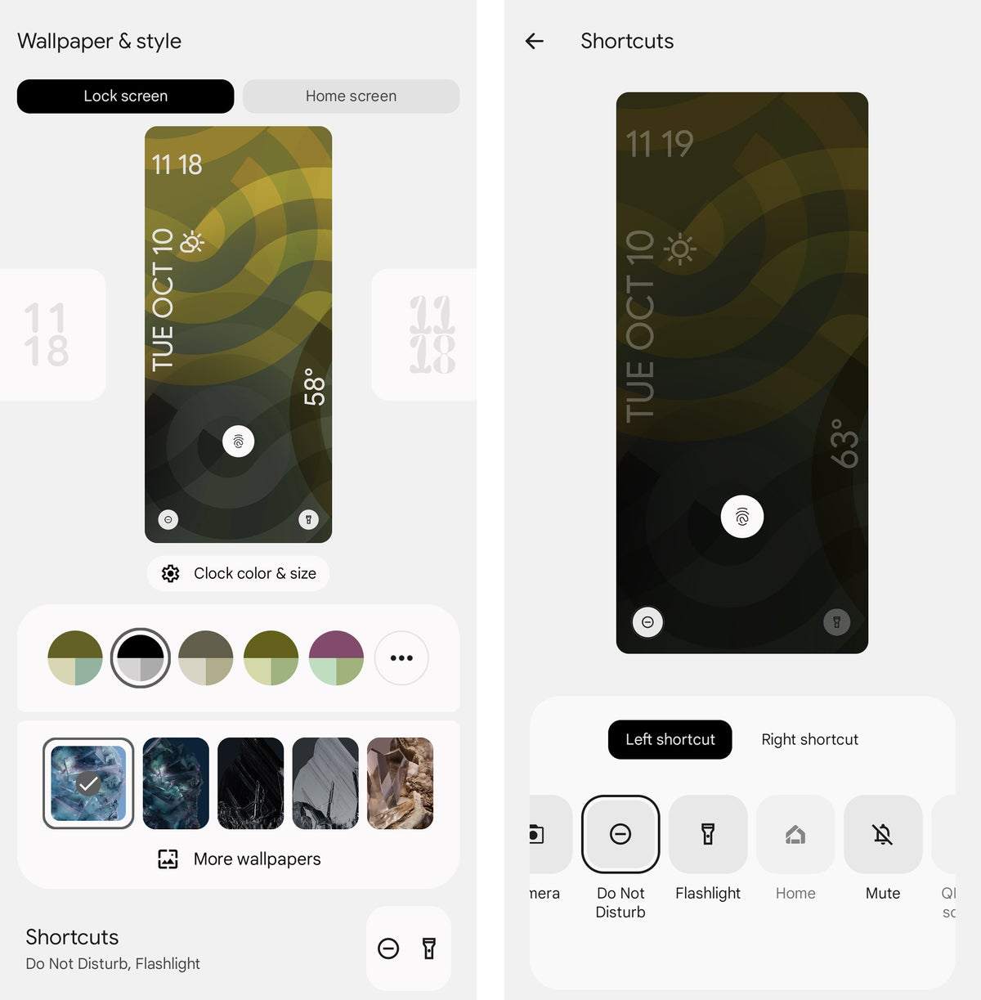 Wallpaper & style
Lock screen
Home screen
11 18
TUE OCT 10
58°
11
18
11
18
Clock color & size
More wallpapers
Shortcuts
Do Not Disturb, Flashlight
Shortcuts
11 19
TUE OCT 10
63°
Left shortcut
Right shortcut
mera
Do Not
Disturb
Flashlight
Home
Mute